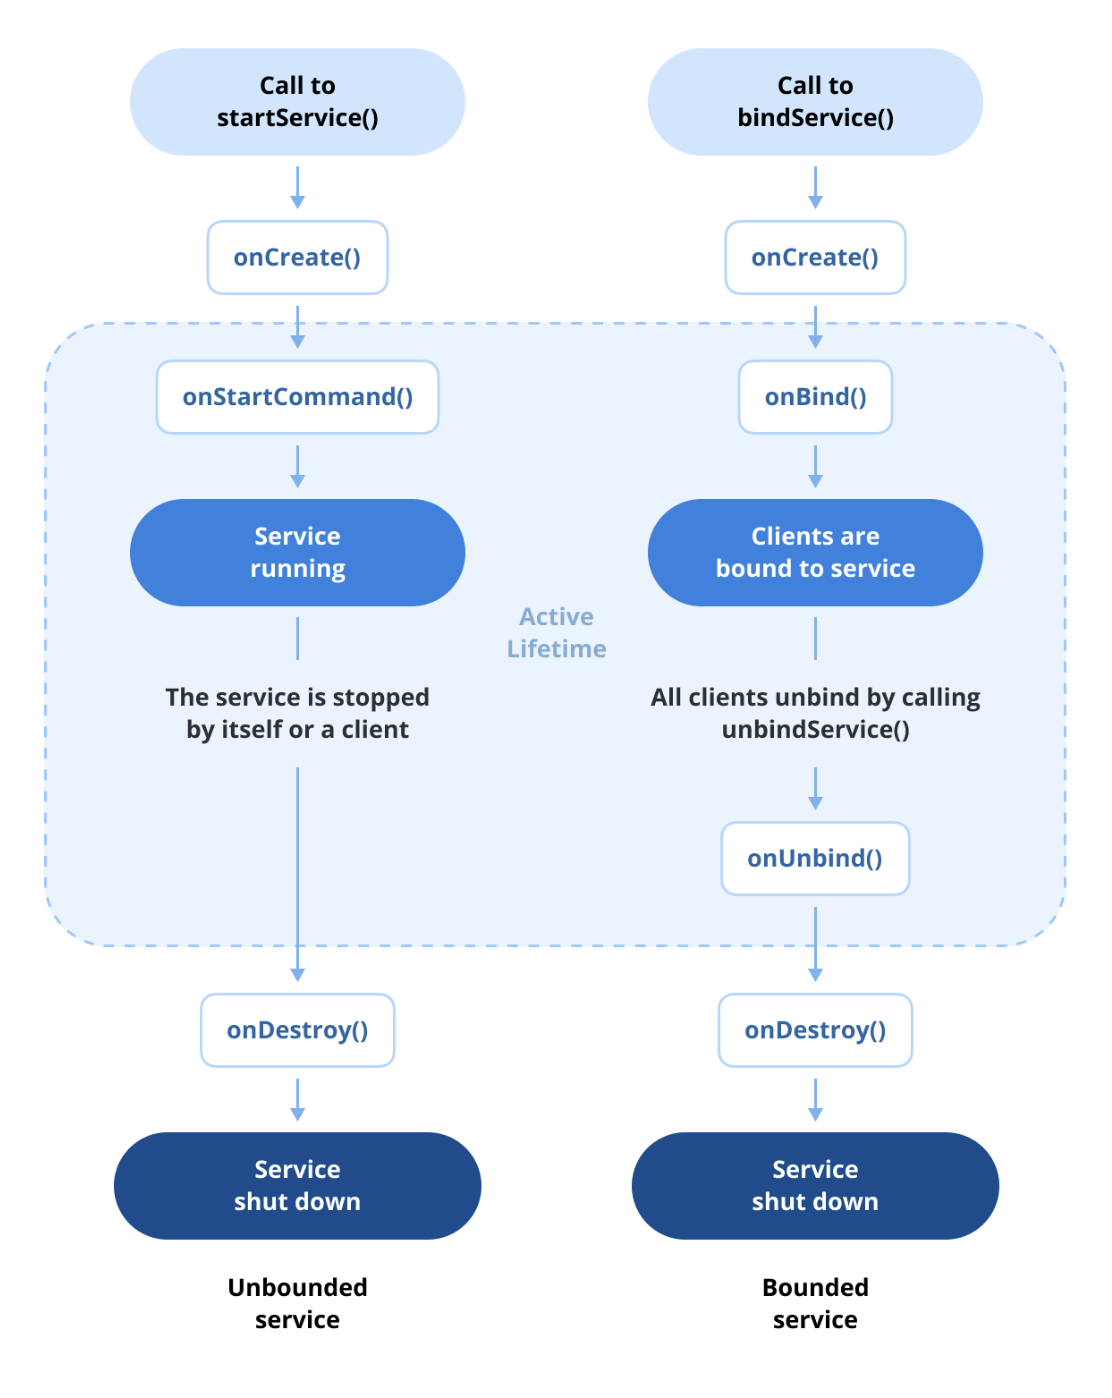 Call to
startService()
onCreate()
onStartCommand()
Service
running
The service is stopped
by itself or a client
onDestroy()
Service
shut down
Unbounded
service
Active
Lifetime
Call to
bindService()
onCreate()
onBind()
Clients are
bound to service
All clients unbind by calling
unbindService()
onUnbind()
onDestroy()
Service
shut down
Bounded
service